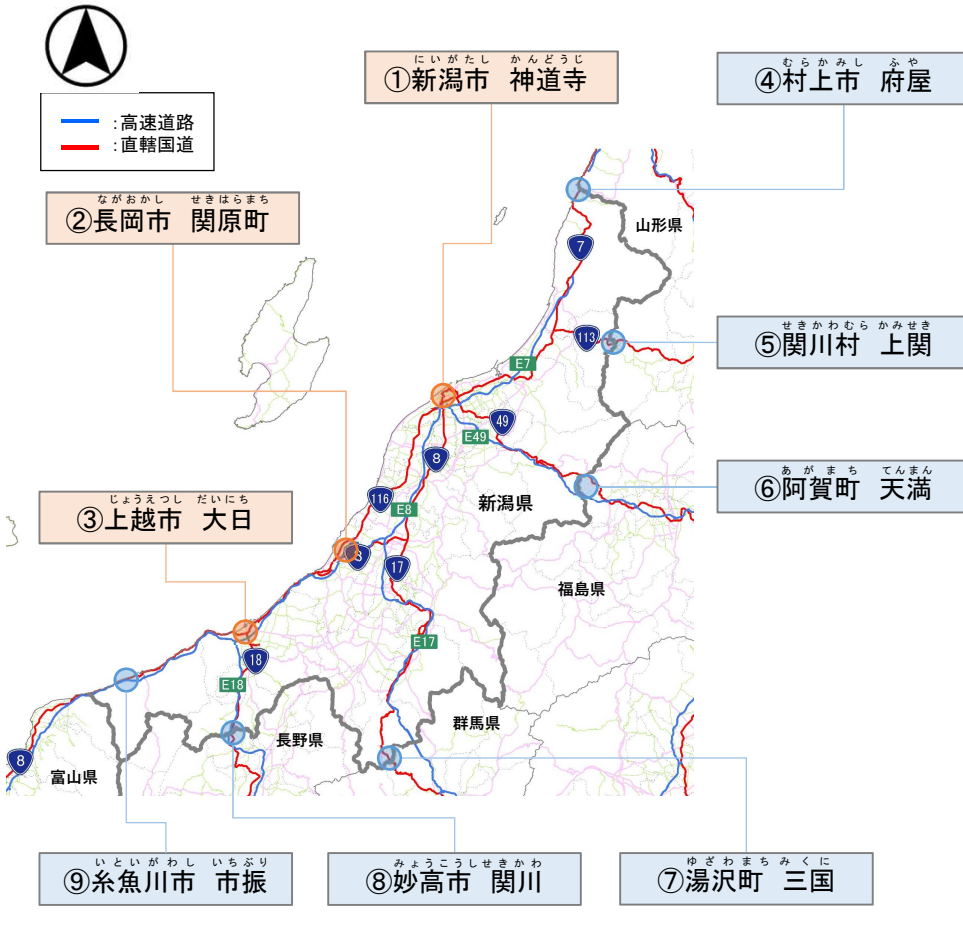 にいがたし かんどうじ
①新潟市 神道寺
むらかみし ふや
④村上市 府屋
:高速道路
:直轄国道
ながおかし せきはらまち
②長岡市 関原町
山形県
7
せきかわむら かみせき
⑤関川村 上関
113
E7
49
E49
8
あがまち てんまん
⑥阿賀町 天満
116
E8
新潟県
じょうえつし だいにち
③上越市 大日
8
17
福島県
E17
18
E18
群馬県
長野県
8
富山県
いといがわし いちぶり
⑨糸魚川市 市振
みょうこうしせきかわ
⑧妙高市 関川
ゆざわまちみくに
⑦湯沢町 三国